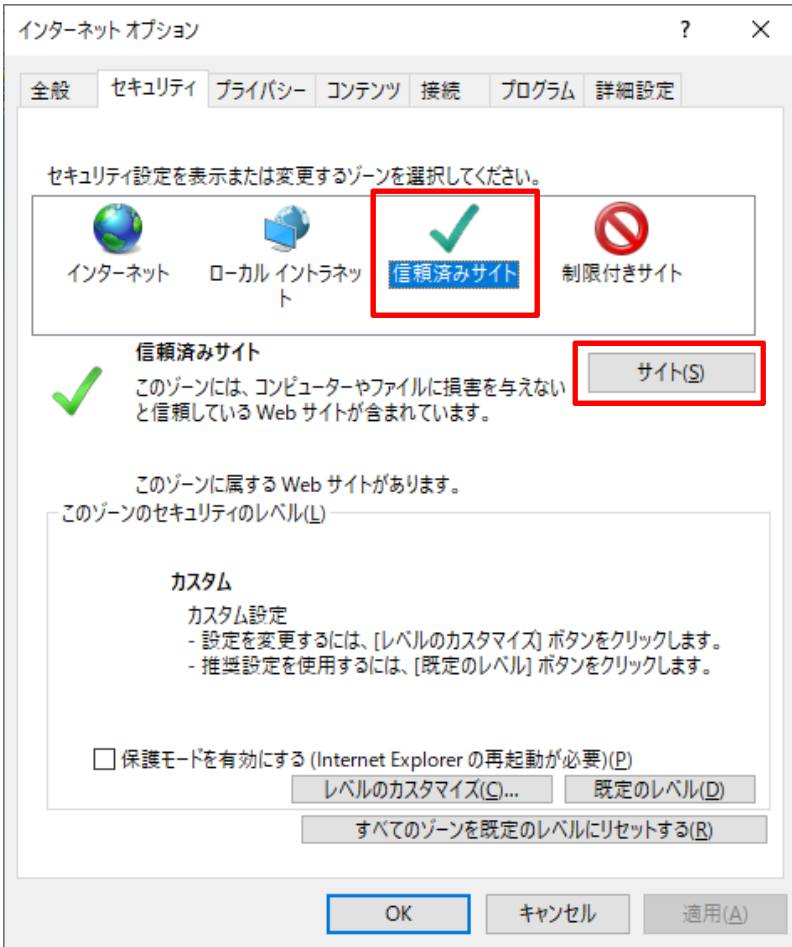 インターネット オプション
? ×
全般 セキュリティ プライバシー コンテンツ 接続 プログラム 詳細設定
セキュリティ設定を表示または変更するゾーンを選択してください。
インターネット
ローカル イントラネッ
ト
信頼済みサイト
制限付きサイト
信頼済みサイト
サイト(S)
このゾーンには、コンピューターやファイルに損害を与えない
と信頼している Web サイトが含まれています。
このゾーンに属する Web サイトがあります。
このゾーンのセキュリティのレベル(L)
カスタム
カスタム設定
- 設定を変更するには、[レベルのカスタマイズ] ボタンをクリックします。
- 推奨設定を使用するには、[既定のレベル] ボタンをクリックします。
保護モードを有効にする (Internet Explorer の再起動が必要)(P)
レベルのカスタマイズ(C)... 既定のレベル(D)
すべてのゾーンを既定のレベルにリセットする(R)
OK キャンセル 適用(A)